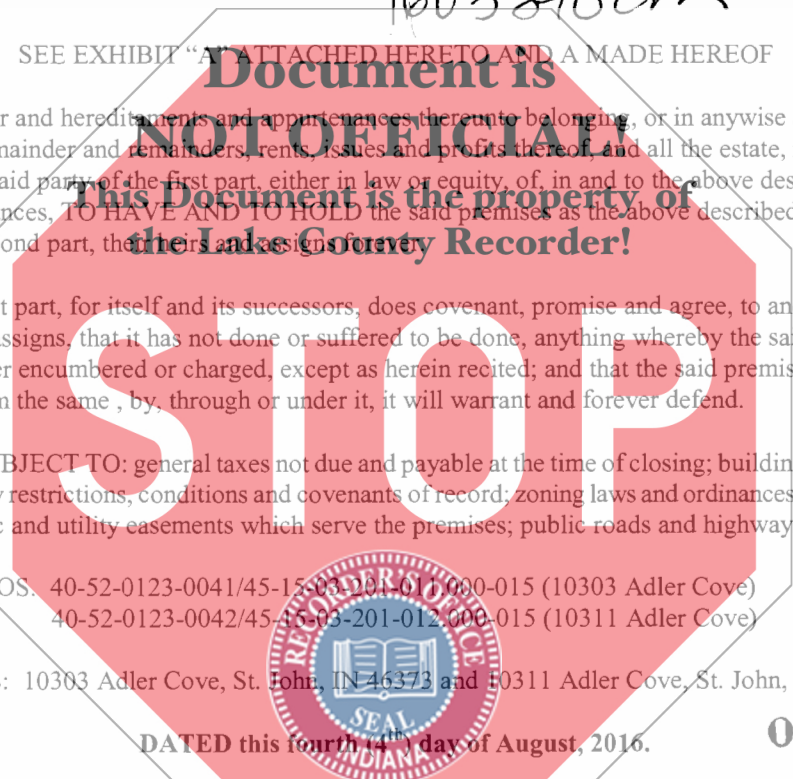 SEE EXHIBIT “A” ATTACHED HERETO AND A MADE HEREOF
Document is
r and hereditaments and appurtenances thereunto belonging, or in anywise
NOT OFFICIAL!
mainder and remainders, rents, issues and profits thereof, and all the estate,
aid party of the first part, either in law or equity, of, in and to the above des
This Document is the property of
nces, TO HAVE AND TO HOLD the said premises as the above described
ond part, their heirs and assigns forever.
the Lake County Recorder!
t part, for itself and its successors, does covenant, promise and agree, to an
assigns, that it has not done or suffered to be done, anything whereby the sai
er encumbered or charged, except as herein recited; and that the said premis
m the same , by, through or under it, it will warrant and forever defend.
STOP
BJECT TO: general taxes not due and payable at the time of closing; buildin
y restrictions, conditions and covenants of record; zoning laws and ordinances
c and utility easements which serve the premises; public roads and highway
OS. 40-52-0123-0041/45-15-03-201-011.000-015 (10303 Adler Cove)
40-52-0123-0042/45-15-03-201-012.000-015 (10311 Adler Cove)
RECORDER'S OFFICE
SEAL
INDIANA
s: 10303 Adler Cove, St. John, IN 46373 and 10311 Adler Cove, St. John,
DATED this fourth (4th) day of August, 2016.